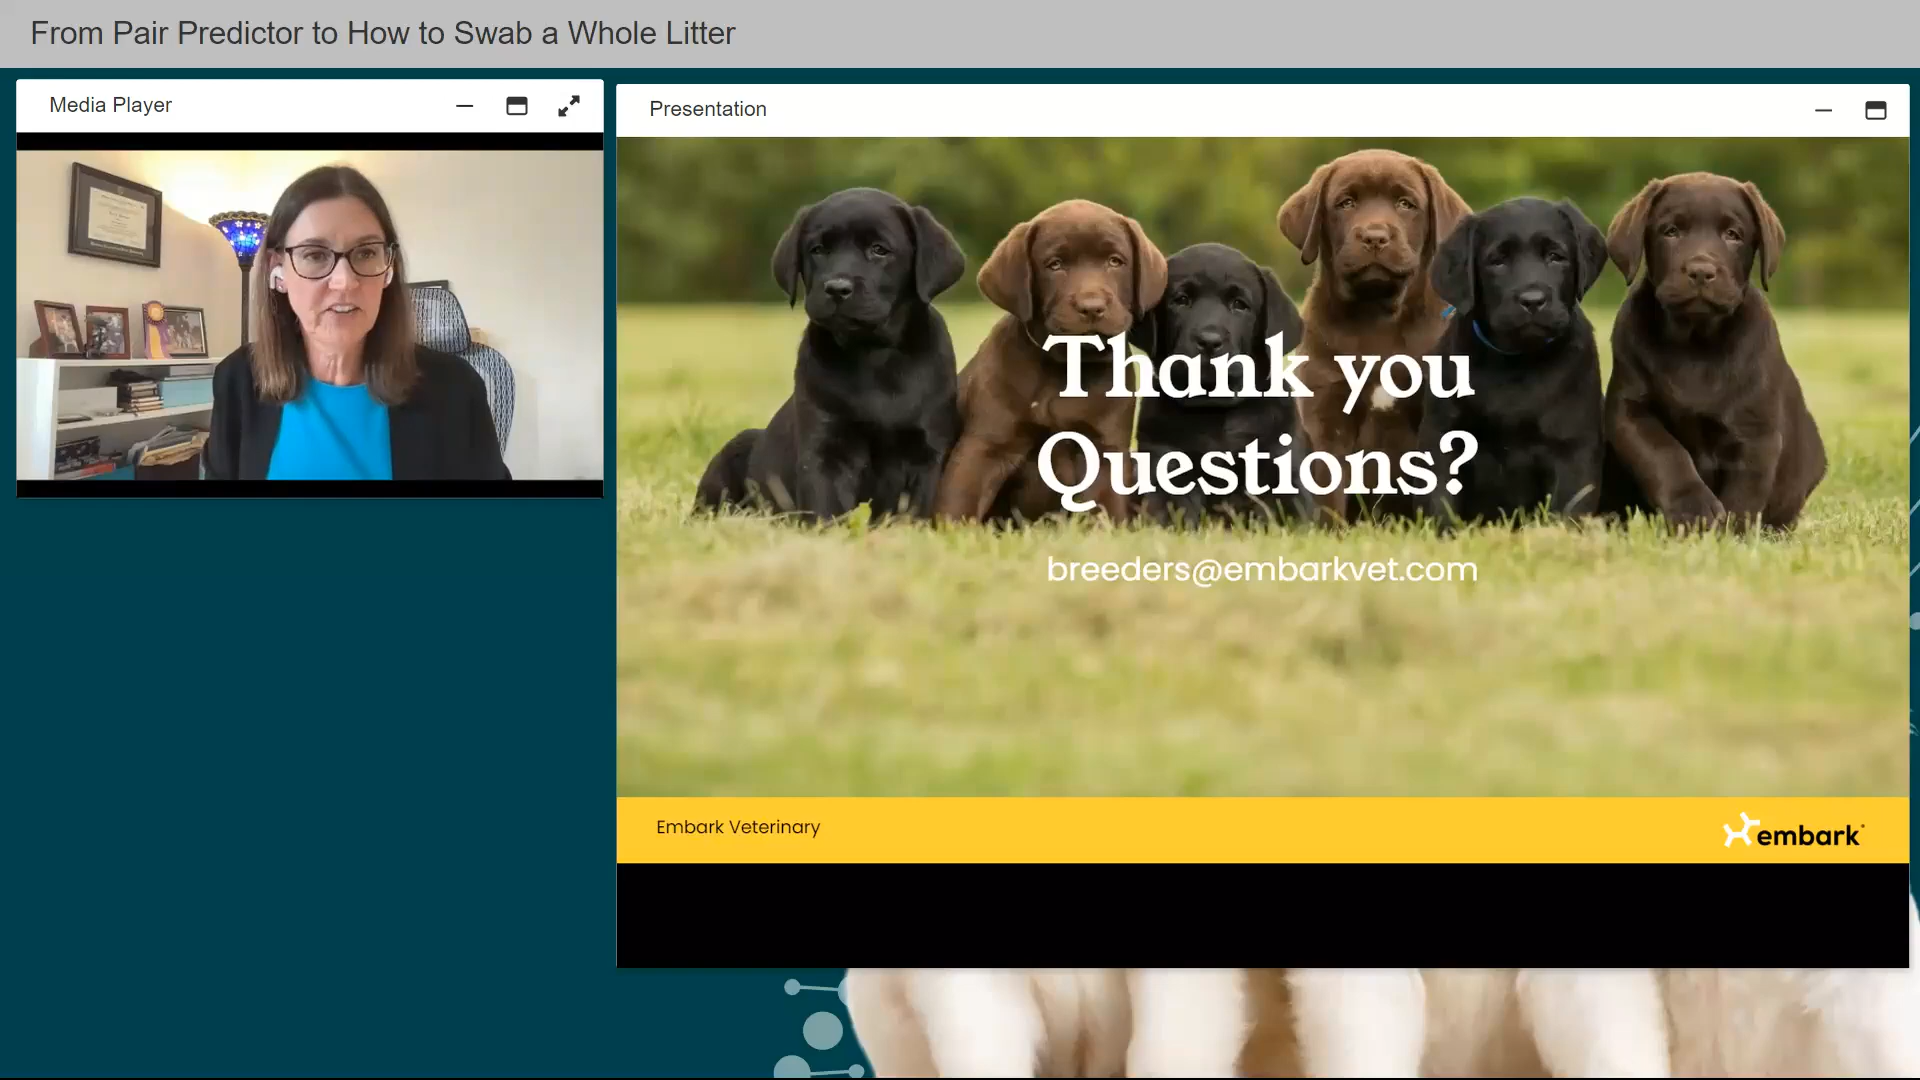 From Pair Predictor to How to Swab a Whole Litter
Media Player
Presentation
Thank you
Questions?
breeders@embarkvet.com
Embark Veterinary
embark